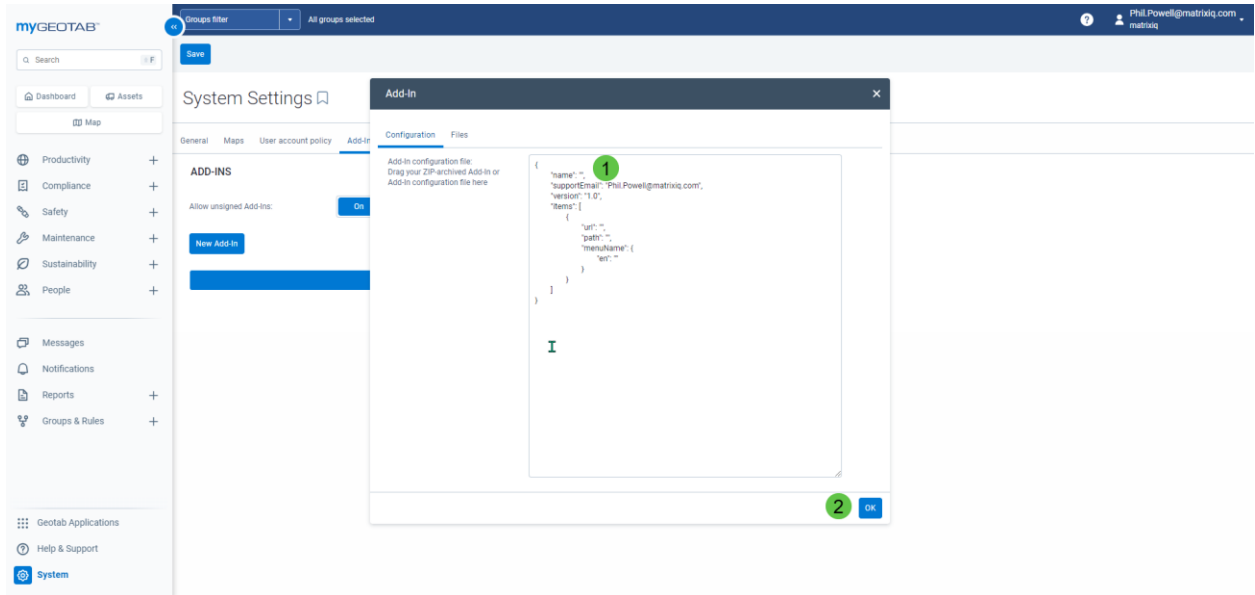 myGEOTAB
«
Groups filter
All groups selected
?
Phil.Powell@matrixiq.com
matrixiq
Search
F
Save
Dashboard
Assets
Map
System Settings
General
Maps
User account policy
Add-In
Productivity +
Compliance +
Safety +
Maintenance +
Sustainability +
People +
Messages
Notifications
Reports +
Groups & Rules +
Geotab Applications
Help & Support
System
ADD-INS
Allow unsigned Add-Ins:
On
New Add-In
Add-In
×
Configuration
Files
Add-In configuration file:
Drag your ZIP-archived Add-In or
Add-In configuration file here
{
"name": "",
1
"supportEmail": "Phil.Powell@matrixiq.com",
"version": "1.0",
"items": [
{
"url": "",
"path": "",
"menuName": {
"en": ""
}
}
]
}
2
OK